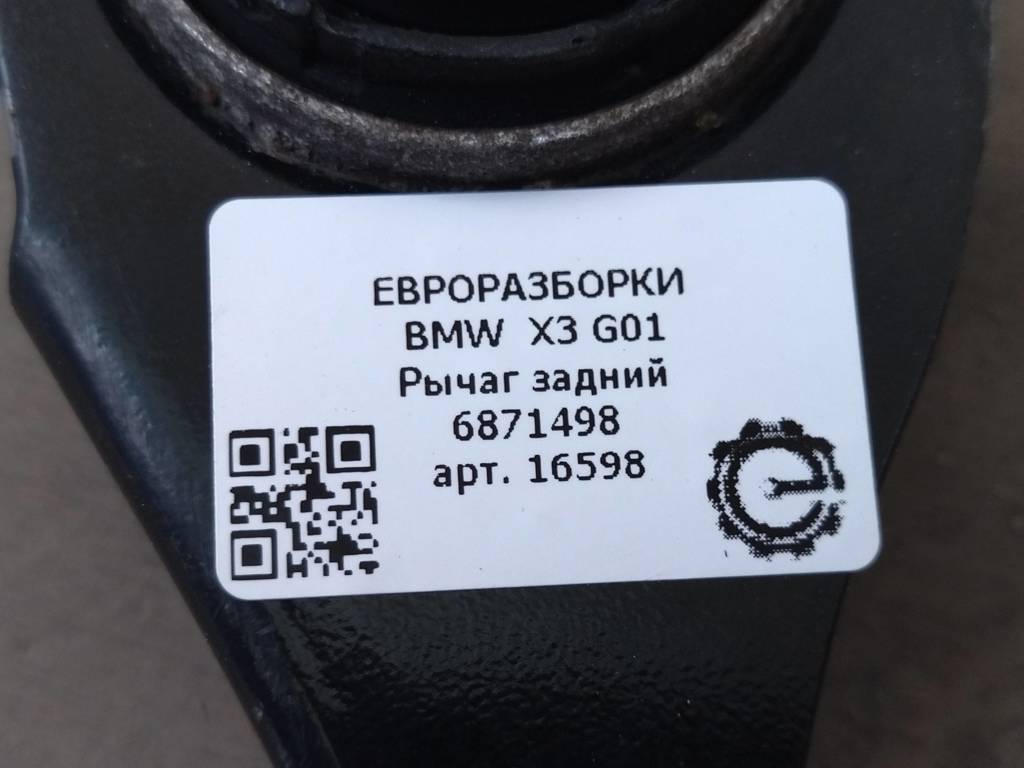 ЕВРОРАЗБОРКИ
BMW X3 G01
Рычаг задний
6871498
арт. 16598